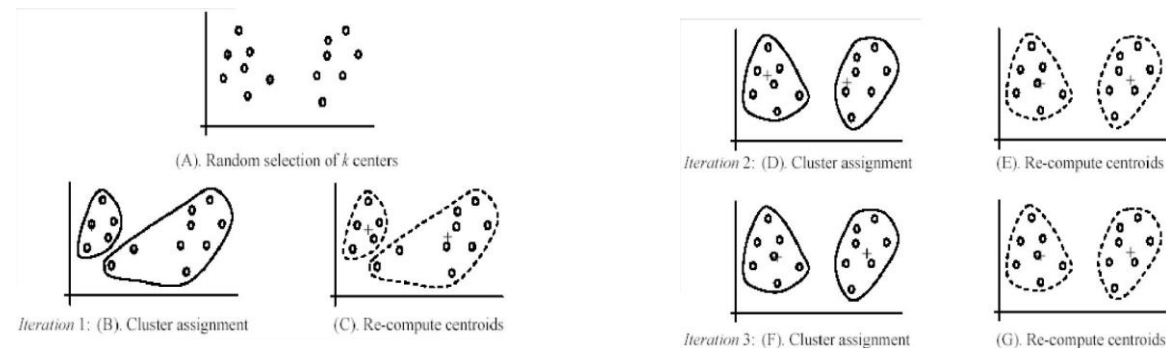 (A). Random selection of k centers
Iteration 1: (B). Cluster assignment
(C). Re-compute centroids
Iteration 2: (D). Cluster assignment
(E). Re-compute centroids
Iteration 3: (F). Cluster assignment
(G). Re-compute centroids